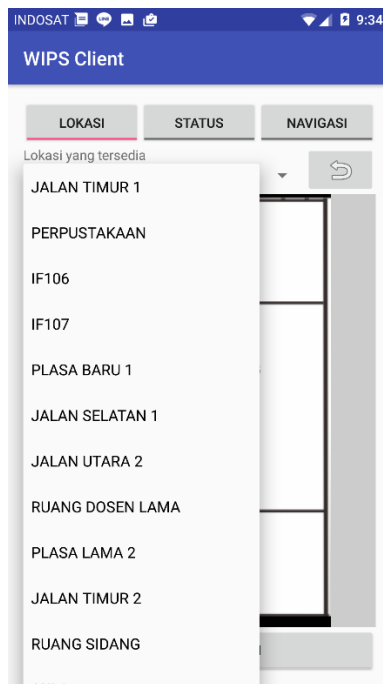 INDOSAT 9:34
WIPS Client
LOKASI STATUS NAVIGASI
Lokasi yang tersedia
JALAN TIMUR 1
PERPUSTAKAAN
IF106
IF107
PLASA BARU 1
JALAN SELATAN 1
JALAN UTARA 2
RUANG DOSEN LAMA
PLASA LAMA 2
JALAN TIMUR 2
RUANG SIDANG